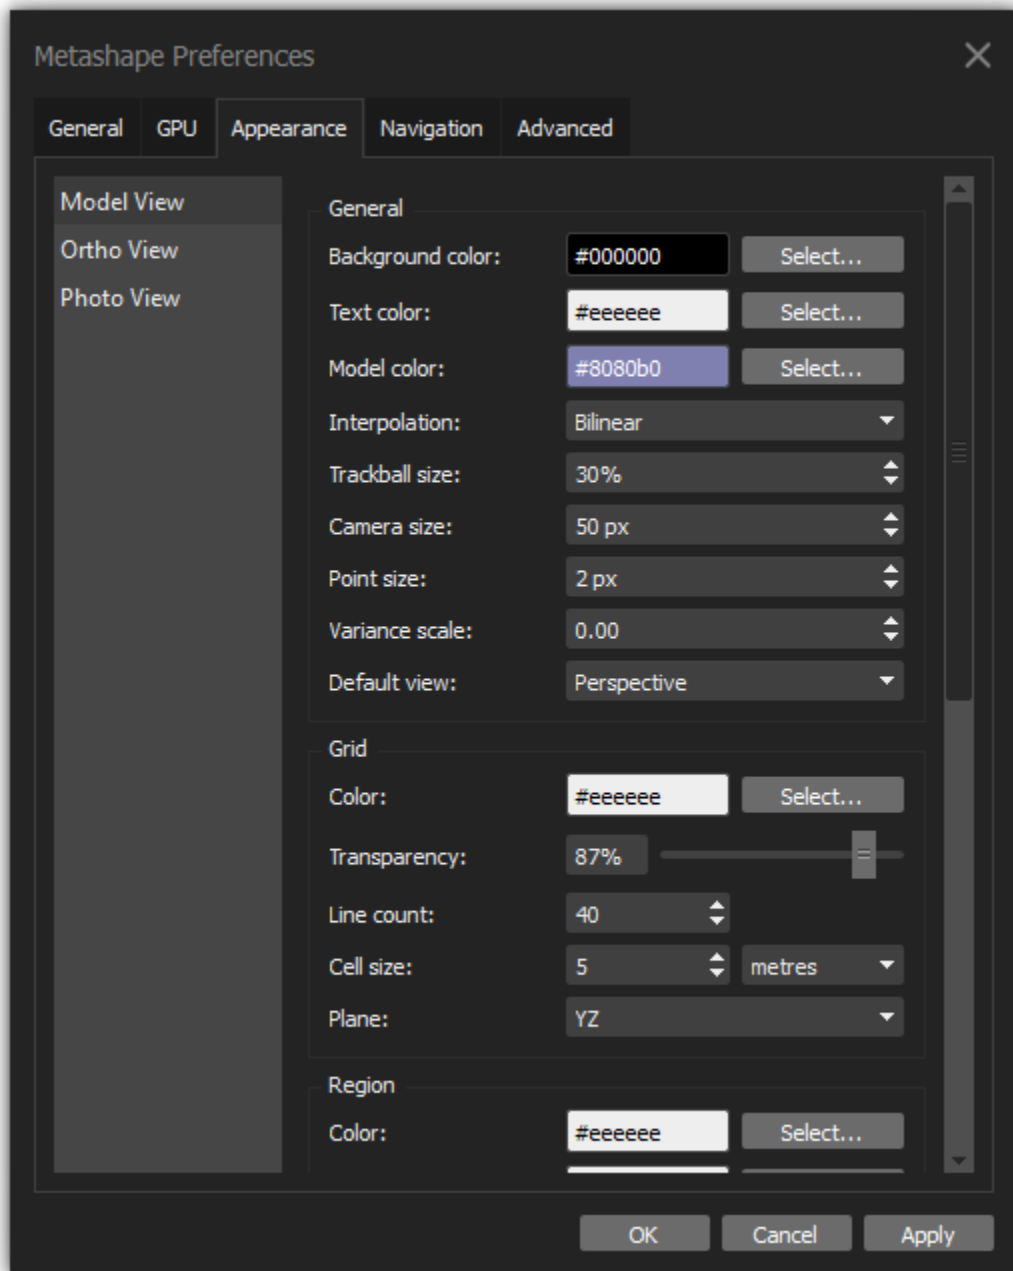 Metashape Preferences
General GPU Appearance Navigation Advanced
Model View
Ortho View
Photo View
General
Background color: #000000 Select...
Text color: #eeeeee Select...
Model color: #8080b0 Select...
Interpolation: Bilinear
Trackball size: 30%
Camera size: 50 px
Point size: 2 px
Variance scale: 0.00
Default view: Perspective
Grid
Color: #eeeeee Select...
Transparency: 87%
Line count: 40
Cell size: 5 metres
Plane: YZ
Region
Color: #eeeeee Select...
OK Cancel Apply